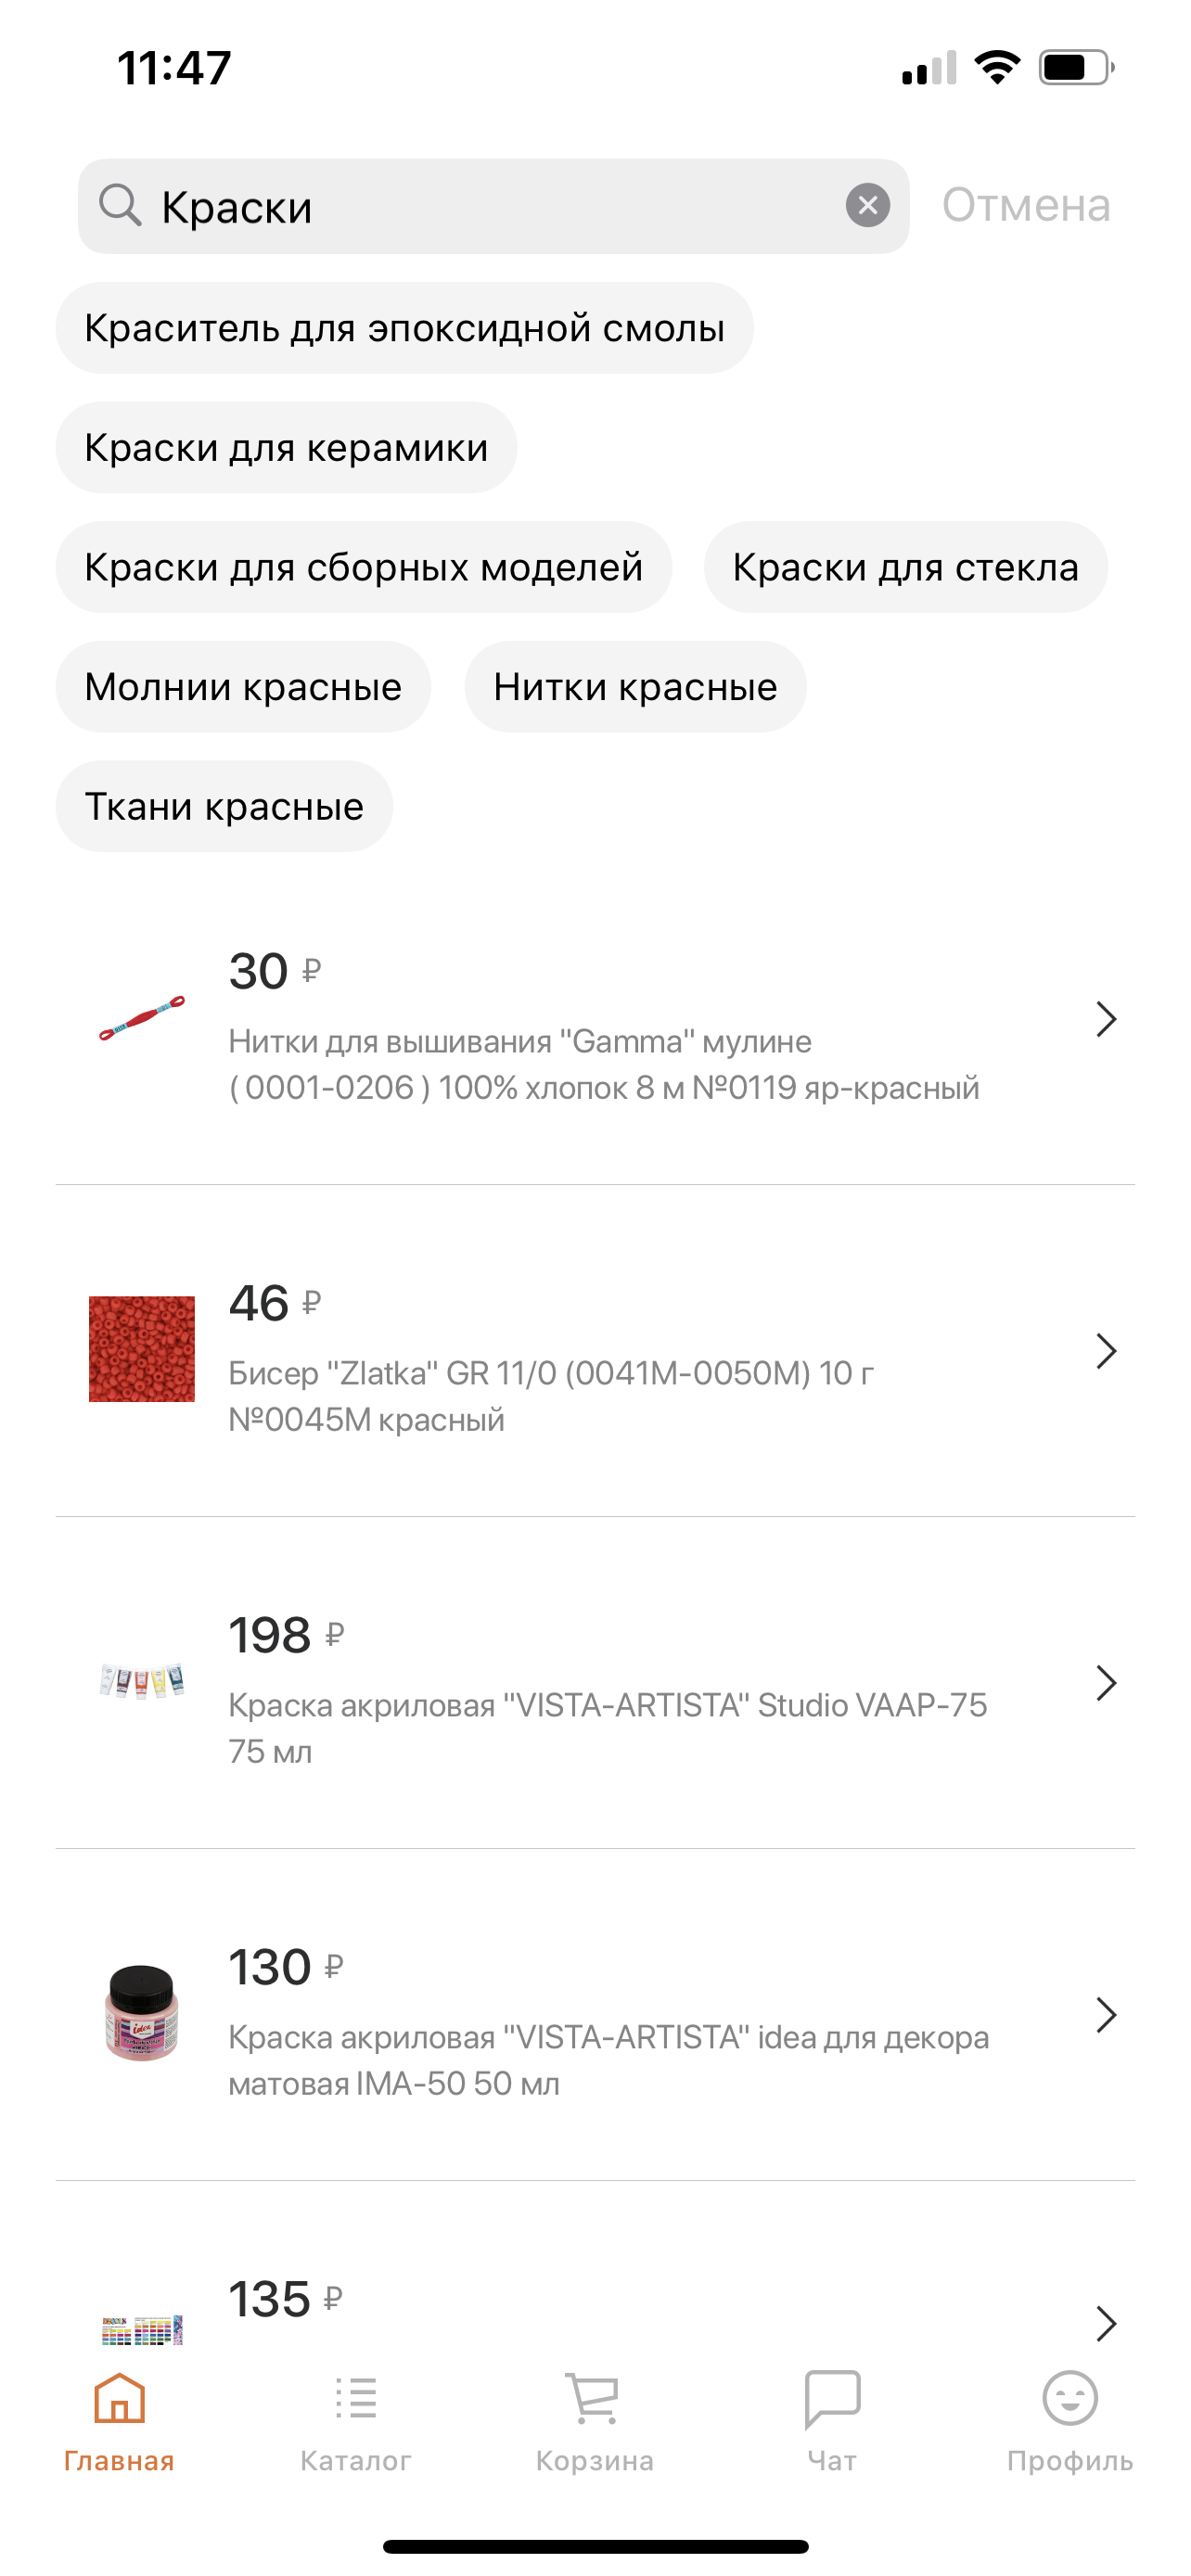 11:47
Краски
Отмена
Краситель для эпоксидной смолы
Краски для керамики
Краски для сборных моделей
Краски для стекла
Молнии красные
Нитки красные
Ткани красные
30 ₽
Нитки для вышивания "Gamma" мулине
( 0001-0206 ) 100% хлопок 8 м №0119 яр-красный
46 ₽
Бисер "Zlatka" GR 11/0 (0041M-0050M) 10 г
№0045M красный
198 ₽
Краска акриловая "VISTA-ARTISTA" Studio VAAP-75
75 мл
idea
130 ₽
Краска акриловая "VISTA-ARTISTA" idea для декора
матовая IMA-50 50 мл
135 ₽
Главная
Каталог
Корзина
Чат
Профиль